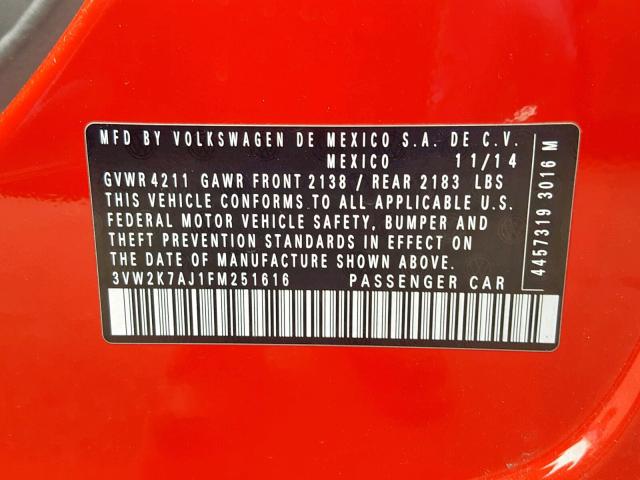 MFD BY VOLKSWAGEN DE MEXICO S.A. DE C.V.
MEXICO 11/14
GVWR 4211 GAWR FRONT 2138 / REAR 2183 LBS
THIS VEHICLE CONFORMS TO ALL APPLICABLE U.S.
FEDERAL MOTOR VEHICLE SAFETY, BUMPER AND
THEFT PREVENTION STANDARDS IN EFFECT ON
THE DATE OF MANUFACTURE SHOWN ABOVE.
3VW2K7AJ1FM251616 PASSENGER CAR
4457319 3016 M